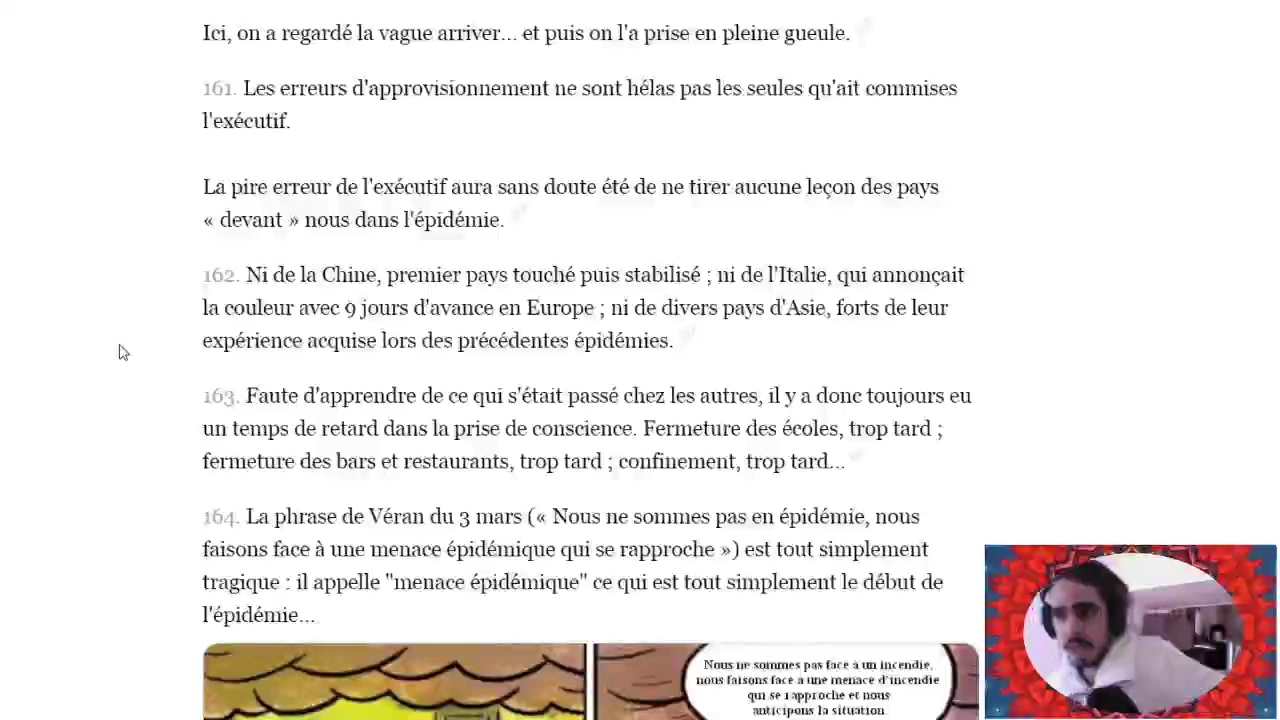 Ici, on a regardé la vague arriver... et puis on l'a prise en pleine gueule.
161. Les erreurs d'approvisionnement ne sont hélas pas les seules qu'ait commises
l'exécutif.
La pire erreur de l'exécutif aura sans doute été de ne tirer aucune leçon des pays
« devant » nous dans l'épidémie.
162. Ni de la Chine, premier pays touché puis stabilisé ; ni de l'Italie, qui annonçait
la couleur avec 9 jours d'avance en Europe ; ni de divers pays d'Asie, forts de leur
expérience acquise lors des précédentes épidémies.
163. Faute d'apprendre de ce qui s'était passé chez les autres, il y a donc toujours eu
un temps de retard dans la prise de conscience. Fermeture des écoles, trop tard ;
fermeture des bars et restaurants, trop tard ; confinement, trop tard...
164. La phrase de Véran du 3 mars (« Nous ne sommes pas en épidémie, nous
faisons face à une menace épidémique qui se rapproche ») est tout simplement
tragique : il appelle "menace épidémique" ce qui est tout simplement le début de
l'épidémie...
Nous ne sommes pas face à un incendie,
nous faisons face à une menace d'incendie
qui se rapproche et nous
anticipons la situation